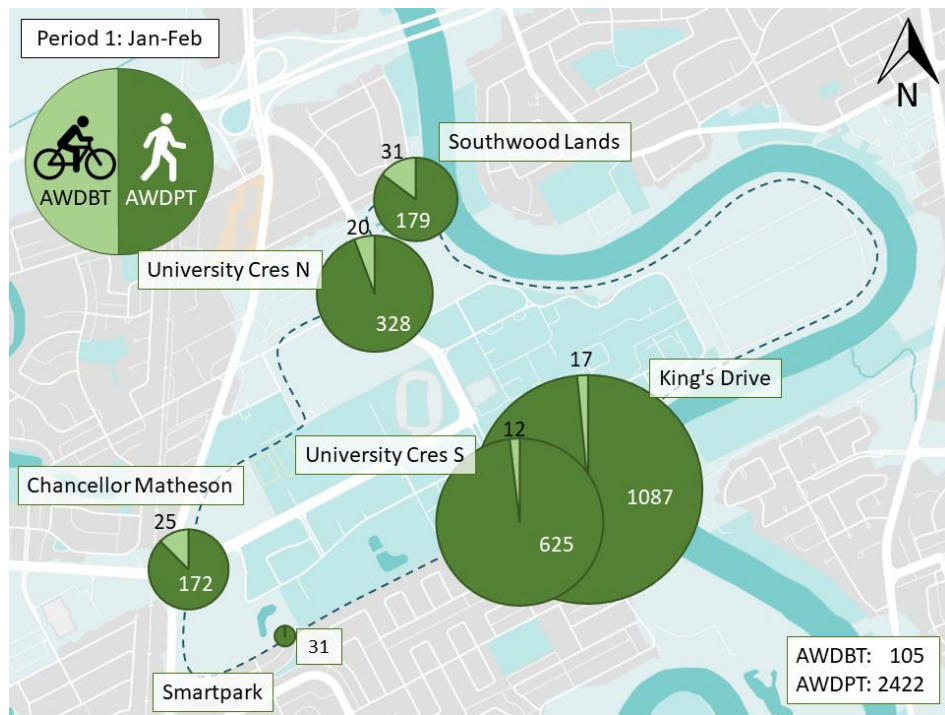 Period 1: Jan-Feb
N
AWDBT AWDPT
Southwood Lands
31
179
20
University Cres N
328
17
King's Drive
12
University Cres S
1087
625
Chancellor Matheson
25
172
31
Smartpark
AWDBT: 105
AWDPT: 2422